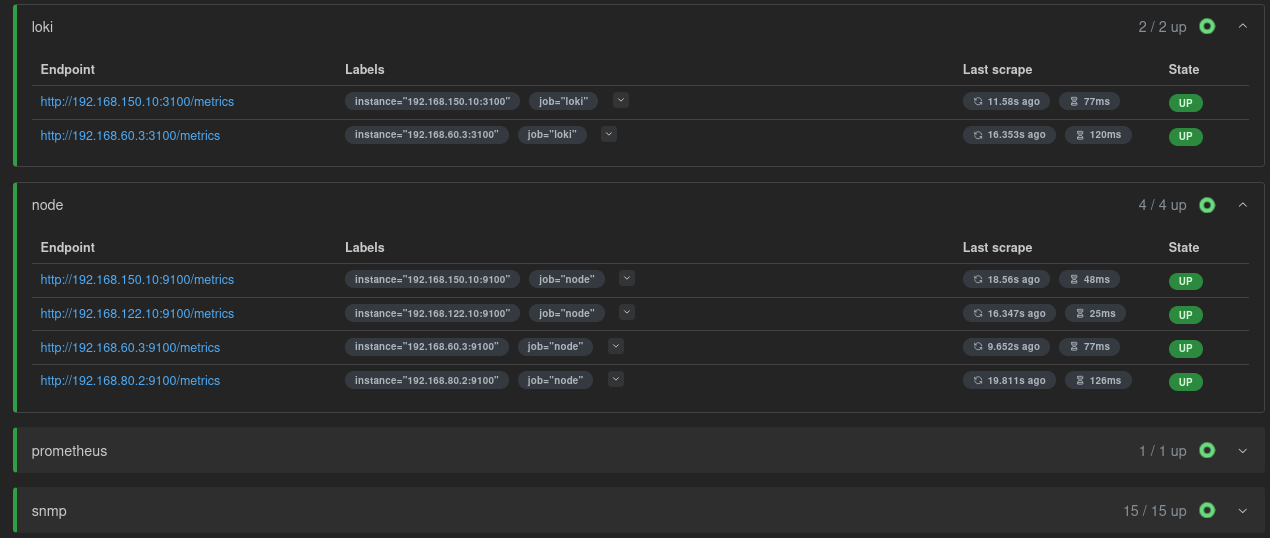 loki 2 / 2 up
Endpoint Labels Last scrape State
http://192.168.150.10:3100/metrics instance="192.168.150.10:3100" job="loki" 11.58s ago 77ms UP
http://192.168.60.3:3100/metrics instance="192.168.60.3:3100" job="loki" 16.353s ago 120ms UP
node 4 / 4 up
Endpoint Labels Last scrape State
http://192.168.150.10:9100/metrics instance="192.168.150.10:9100" job="node" 18.56s ago 48ms UP
http://192.168.122.10:9100/metrics instance="192.168.122.10:9100" job="node" 16.347s ago 25ms UP
http://192.168.60.3:9100/metrics instance="192.168.60.3:9100" job="node" 9.652s ago 77ms UP
http://192.168.80.2:9100/metrics instance="192.168.80.2:9100" job="node" 19.811s ago 126ms UP
prometheus 1 / 1 up
snmp 15 / 15 up